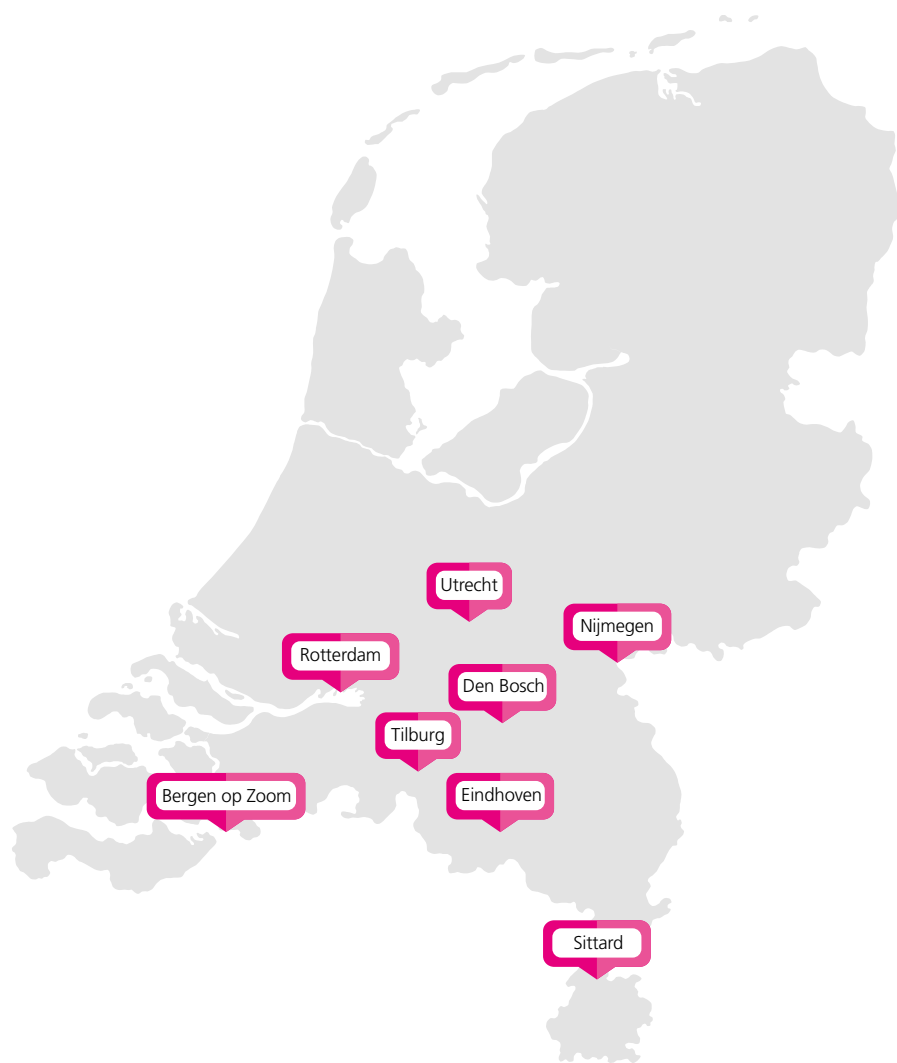 Utrecht
Nijmegen
Rotterdam
Den Bosch
Tilburg
Bergen op Zoom
Eindhoven
Sittard